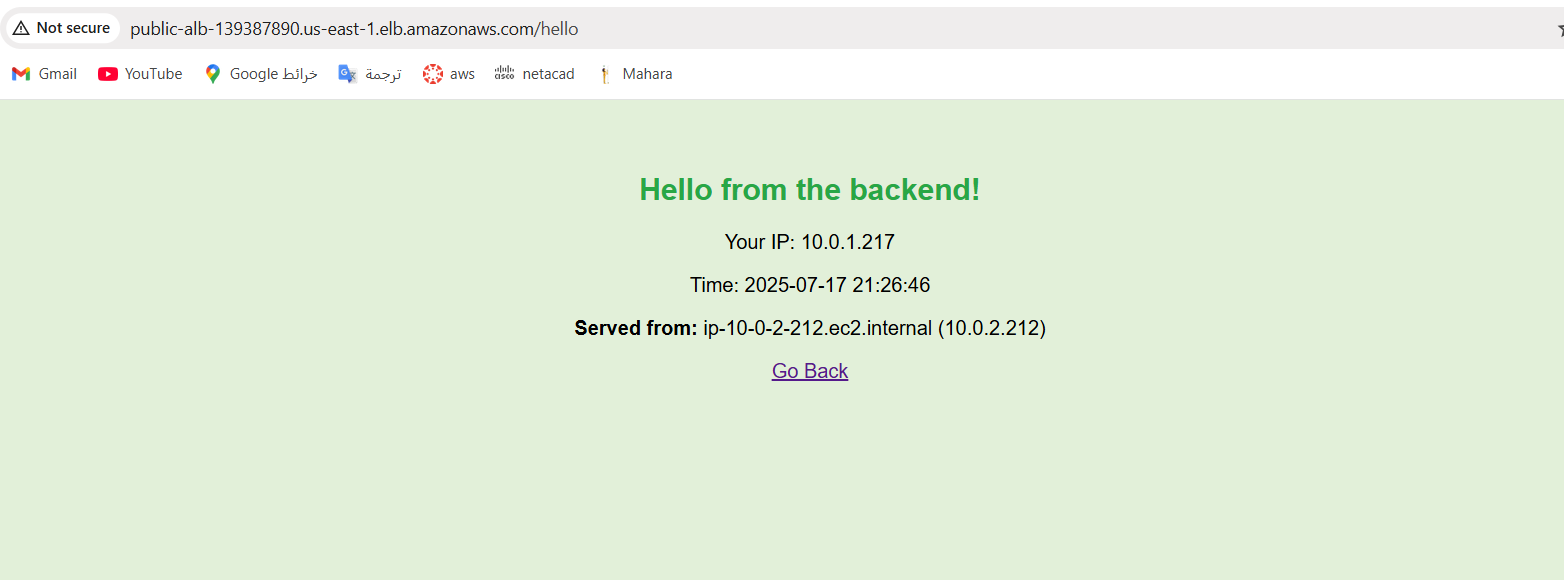 Not secure public-alb-139387890.us-east-1.elb.amazonaws.com/hello
Gmail YouTube خرائط Google ترجمة aws cisco netacad Mahara
Hello from the backend!
Your IP: 10.0.1.217
Time: 2025-07-17 21:26:46
Served from: ip-10-0-2-212.ec2.internal (10.0.2.212)
Go Back